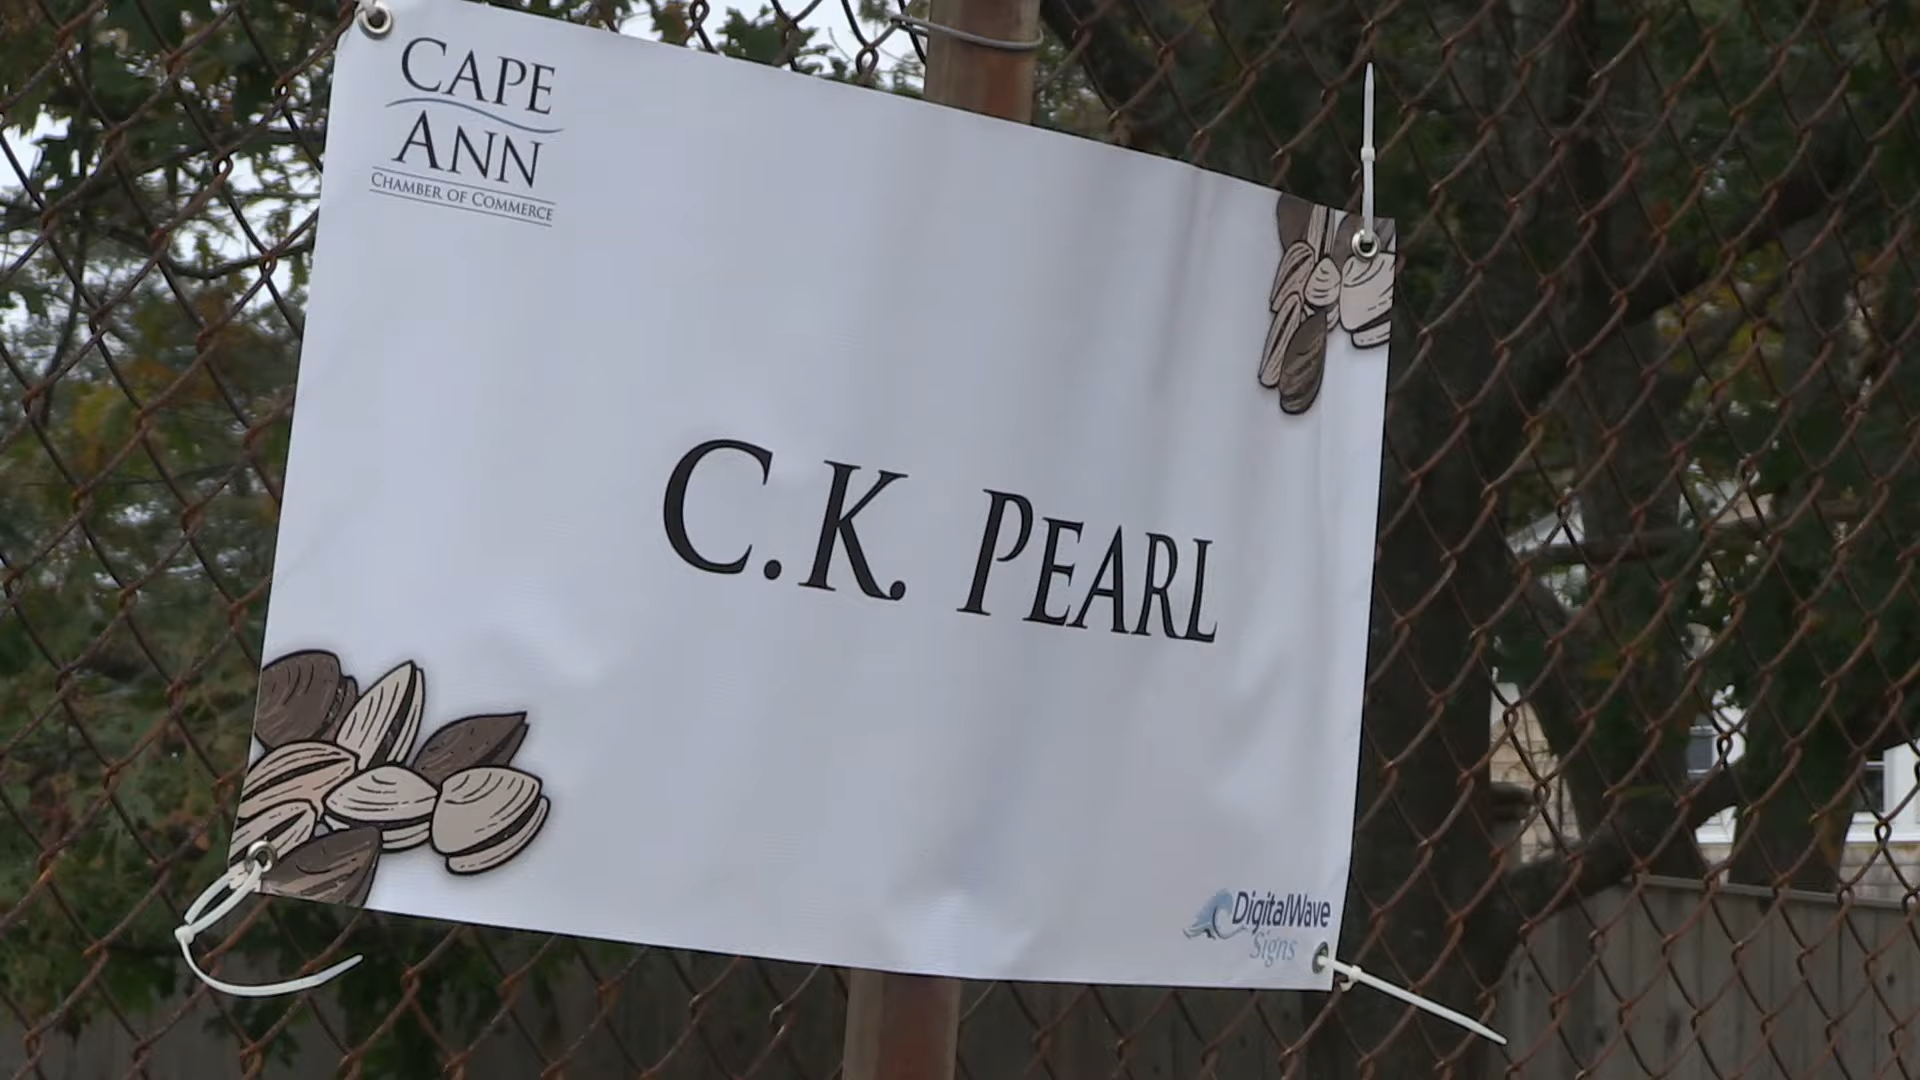 CAPE
ANN
CHAMBER OF COMMERCE
C.K. PEARL
DigitalWave
Signs